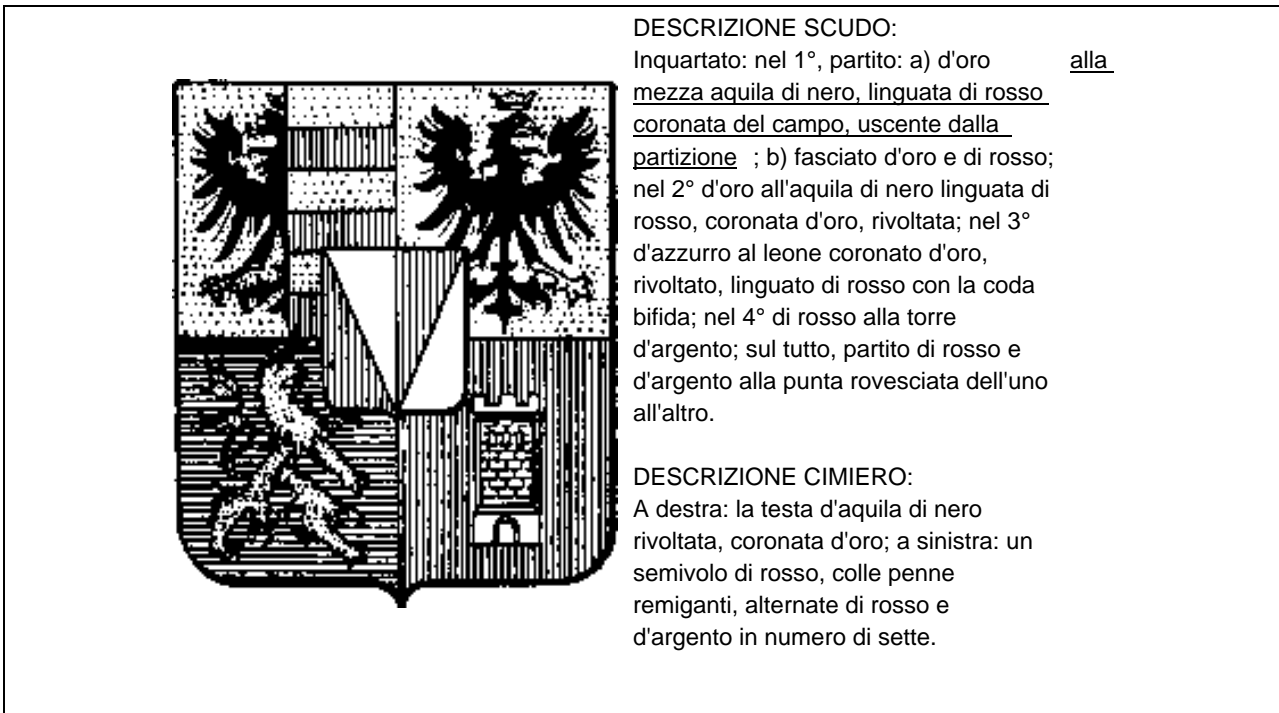 DESCRIZIONE SCUDO:
Inquartato: nel 1°, partito: a) d'oro alla
mezza aquila di nero, linguata di rosso
coronata del campo, uscente dalla
partizione ; b) fasciato d'oro e di rosso;
nel 2° d'oro all'aquila di nero linguata di
rosso, coronata d'oro, rivoltata; nel 3°
d'azzurro al leone coronato d'oro,
rivoltato, linguato di rosso con la coda
bifida; nel 4° di rosso alla torre
d'argento; sul tutto, partito di rosso e
d'argento alla punta rovesciata dell'uno
all'altro.
DESCRIZIONE CIMIERO:
A destra: la testa d'aquila di nero
rivoltata, coronata d'oro; a sinistra: un
semivolo di rosso, colle penne
remiganti, alternate di rosso e
d'argento in numero di sette.